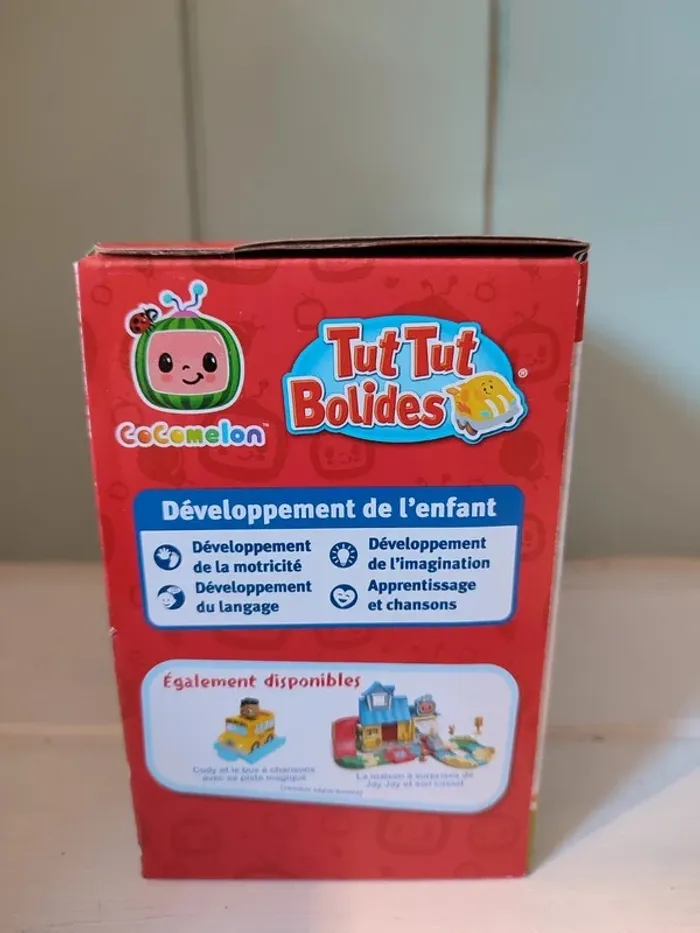 CoComelon™
Tut Tut
Bolides®
Développement de l'enfant
Développement
de la motricité
Développement
de l'imagination
Développement
du langage
Apprentissage
et chansons
Également disponibles
Cody et le bus à chansons
avec sa piste magique
La maison à surprises de
Jay Jay et son circuit